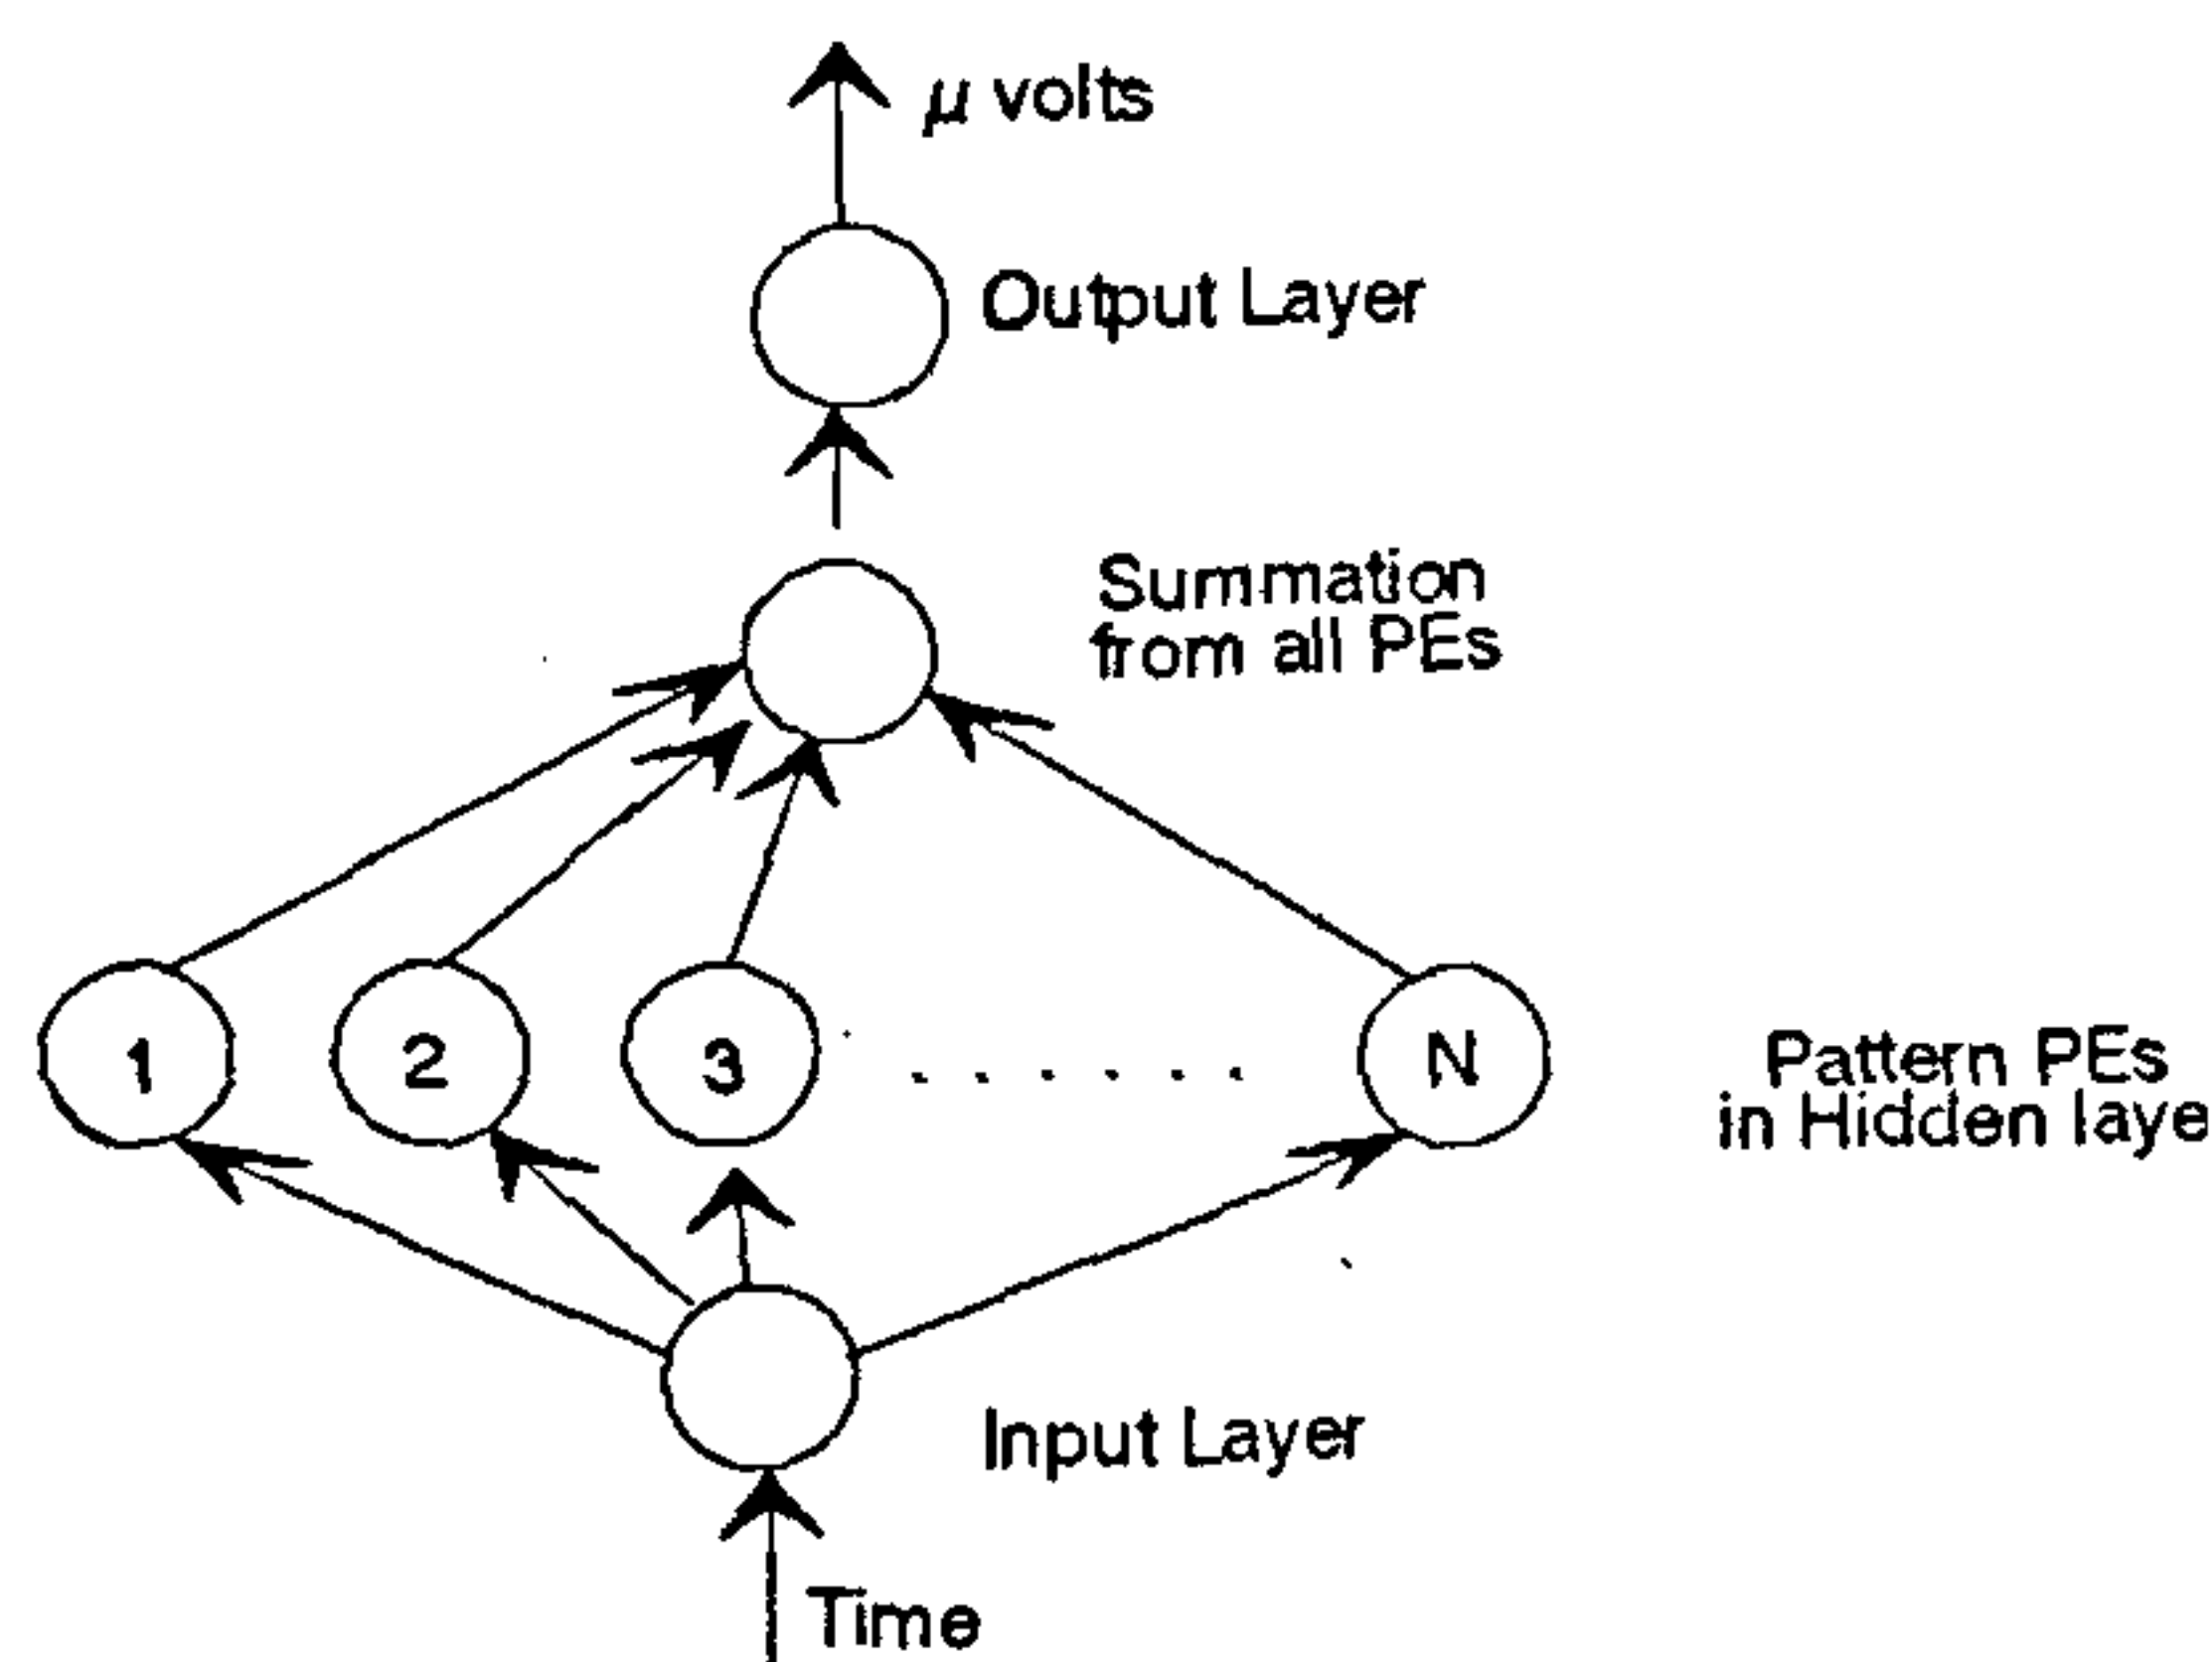 μ volts
Output Layer
Summation
from all PEs
1 2 3 . . . . . . N
Pattern PEs
in Hidden laye
Input Layer
Time